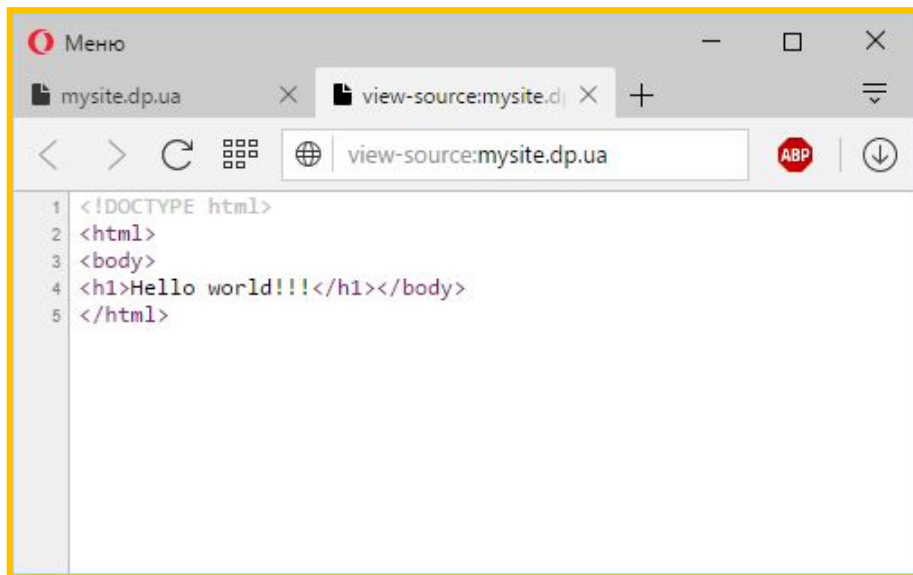 Меню
mysite.dp.ua
view-source:mysite.d
view-source:mysite.dp.ua
ABP
1 <!DOCTYPE html>
2 <html>
3 <body>
4 <h1>Hello world!!!</h1></body>
5 </html>